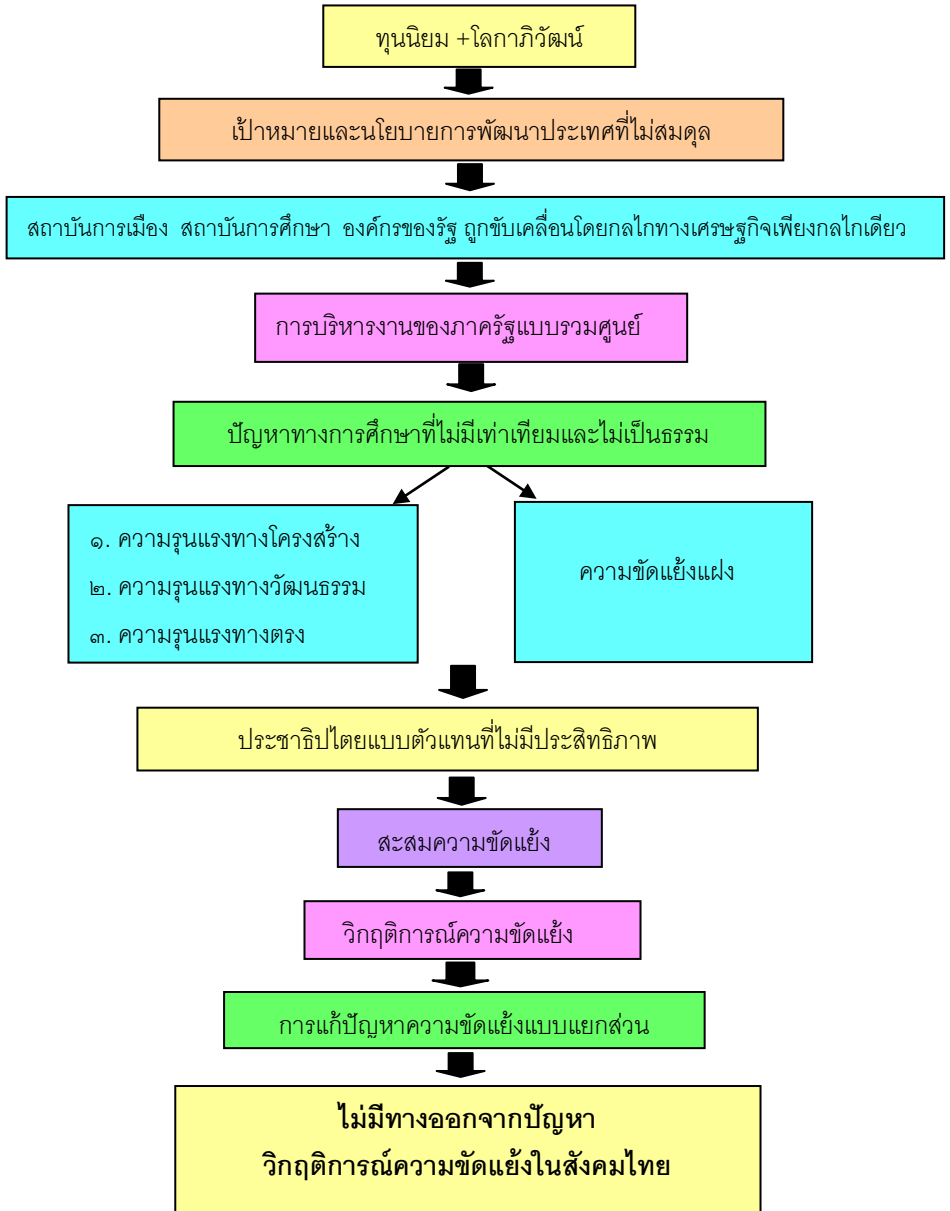 ทุนนิยม +โลกาภิวัฒน์
เป้าหมายและนโยบายการพัฒนาประเทศที่ไม่สมดุล
สถาบันการเมือง สถาบันการศึกษา องค์กรของรัฐ ถูกขับเคลื่อนโดยกลไกทางเศรษฐกิจเพียงกลไกเดียว
การบริหารงานของภาครัฐแบบรวมศูนย์
ปัญหาทางการศึกษาที่ไม่มีเท่าเทียมและไม่เป็นธรรม
๑. ความรุนแรงทางโครงสร้าง
๒. ความรุนแรงทางวัฒนธรรม
๓. ความรุนแรงทางตรง
ความขัดแย้งแฝง
ประชาธิปไตยแบบตัวแทนที่ไม่มีประสิทธิภาพ
สะสมความขัดแย้ง
วิกฤติการณ์ความขัดแย้ง
การแก้ปัญหาความขัดแย้งแบบแยกส่วน
ไม่มีทางออกจากปัญหา
วิกฤติการณ์ความขัดแย้งในสังคมไทย